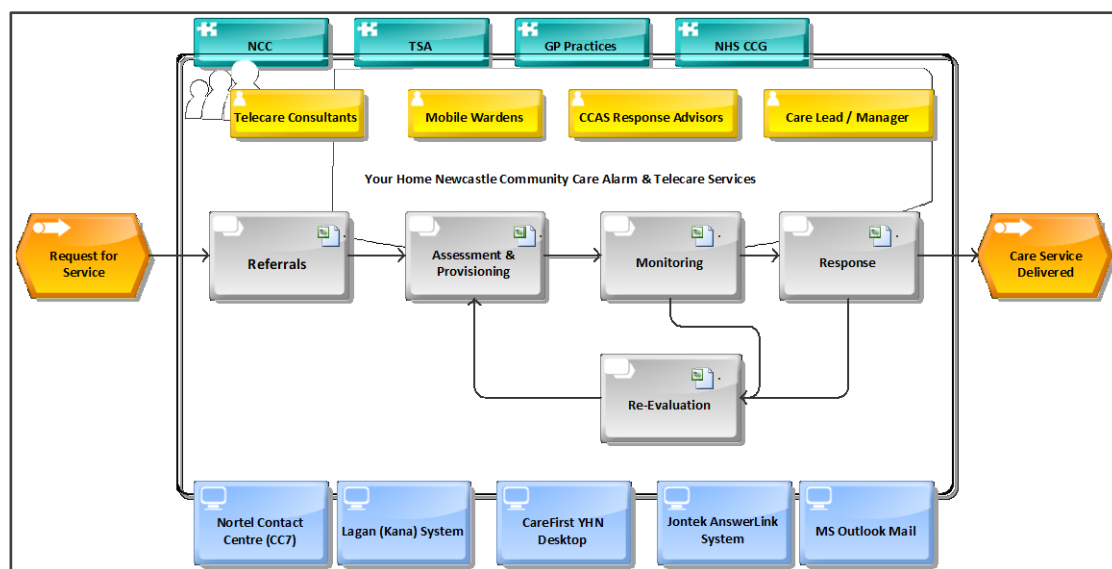 NCC
TSA
GP Practices
NHS CCG
Telecare Consultants
Mobile Wardens
CCAS Response Advisors
Care Lead / Manager
Your Home Newcastle Community Care Alarm & Telecare Services
Request for
Service
Referrals
Assessment &
Provisioning
Monitoring
Response
Care Service
Delivered
Re-Evaluation
Nortel Contact
Centre (CC7)
Lagan (Kana) System
CareFirst YHN
Desktop
Jontek AnswerLink
System
MS Outlook Mail